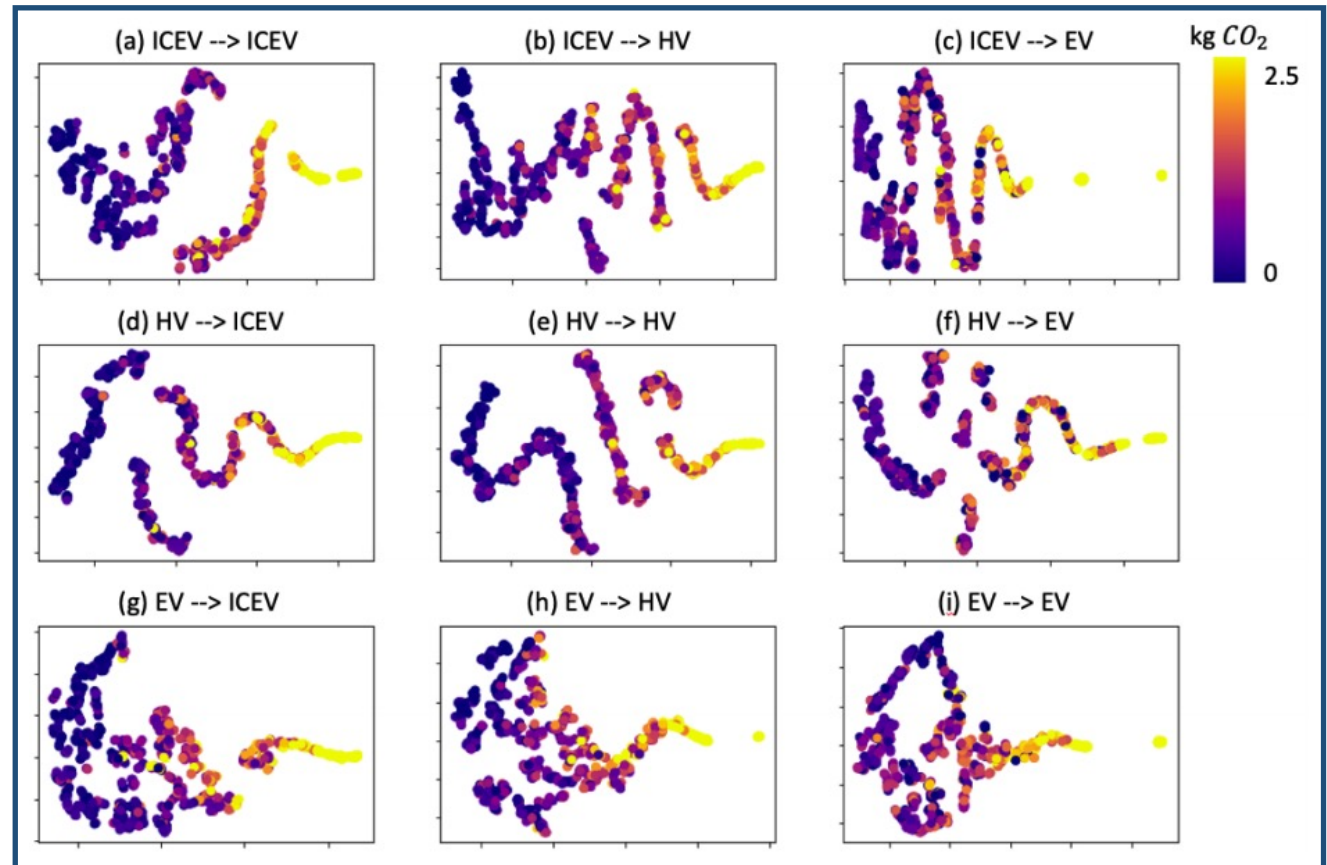 (a) ICEV --> ICEV
(b) ICEV --> HV
(c) ICEV --> EV
kg CO₂
2.5
0
(d) HV --> ICEV
(e) HV --> HV
(f) HV --> EV
(g) EV --> ICEV
(h) EV --> HV
(i) EV --> EV